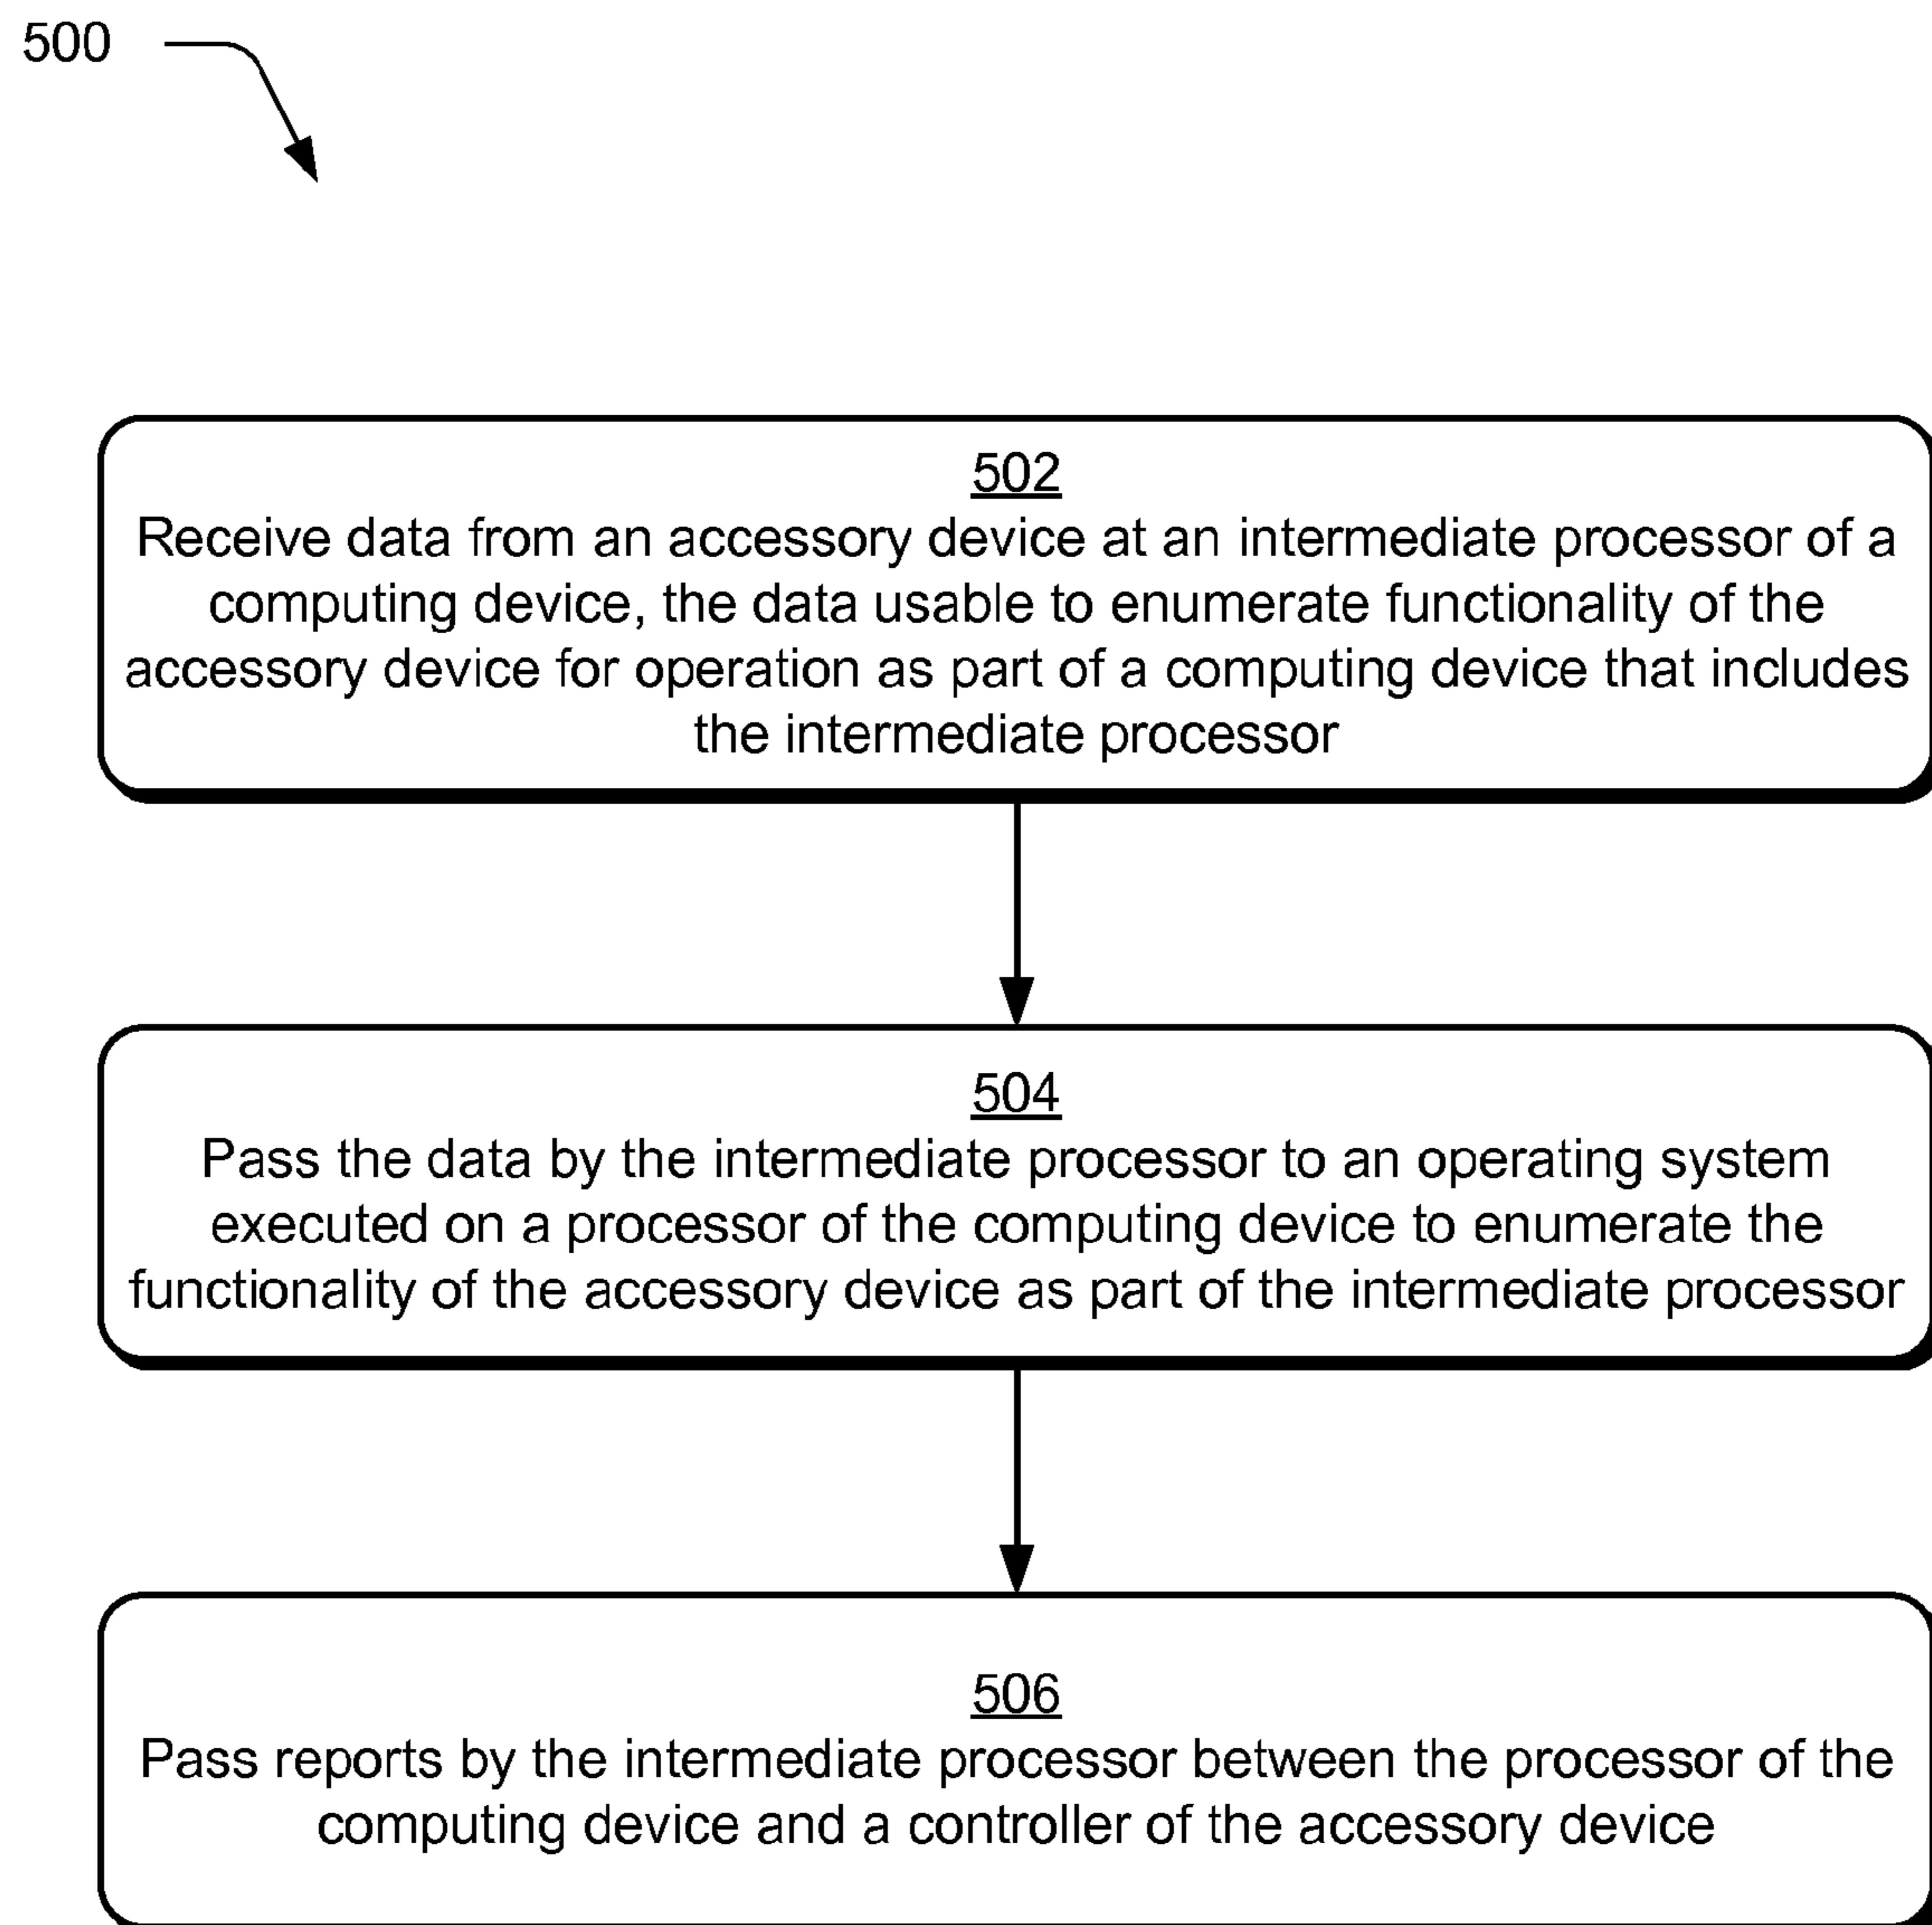 500
502
Receive data from an accessory device at an intermediate processor of a
computing device, the data usable to enumerate functionality of the
accessory device for operation as part of a computing device that includes
the intermediate processor
504
Pass the data by the intermediate processor to an operating system
executed on a processor of the computing device to enumerate the
functionality of the accessory device as part of the intermediate processor
506
Pass reports by the intermediate processor between the processor of the
computing device and a controller of the accessory device